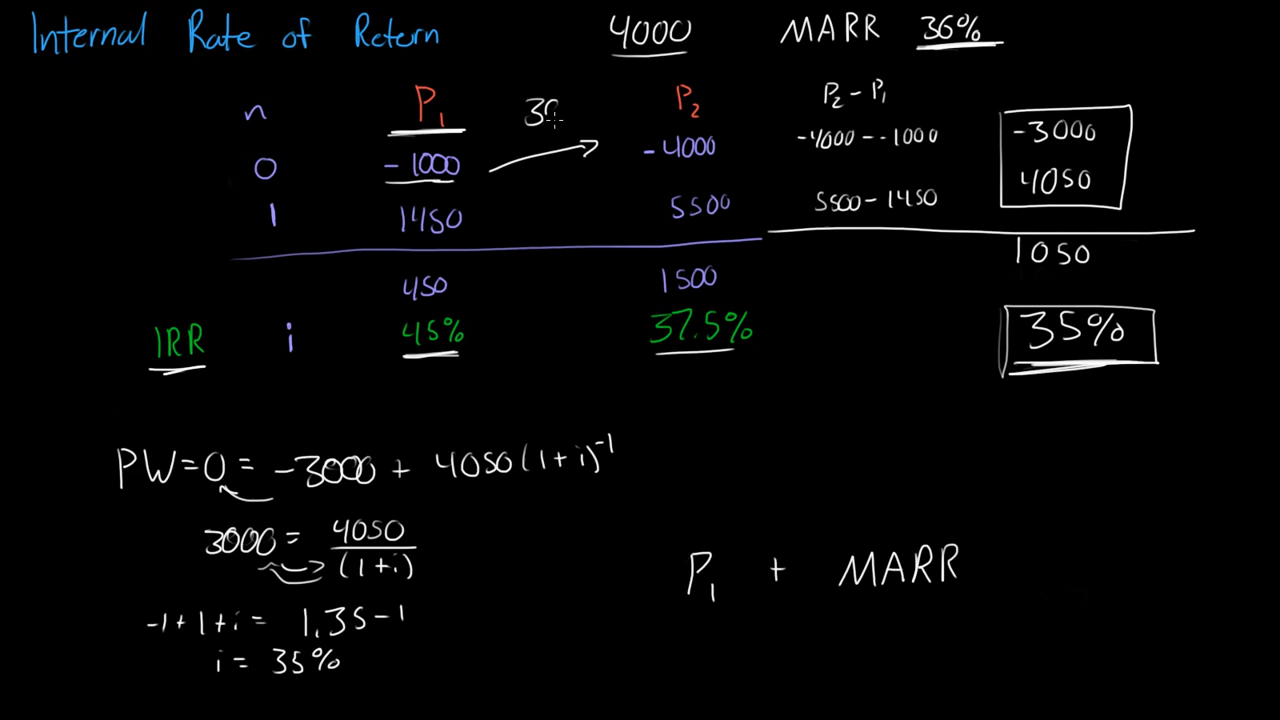 Internal Rate of Return 4000 MARR 36%
n P1 30 P2 P2 - P1
0 - 1000 - 4000 - 4000 - - 1000 - 3000
1 1450 5500 5500 - 1450 4050
450 1500 1050
IRR i 45% 37.5% 35%
PW = 0 = - 3000 + 4050 (1 + i)^-1
3000 = 4050 / (1 + i)
P1 + MARR
-1 + 1 + i = 1.35 - 1
i = 35%